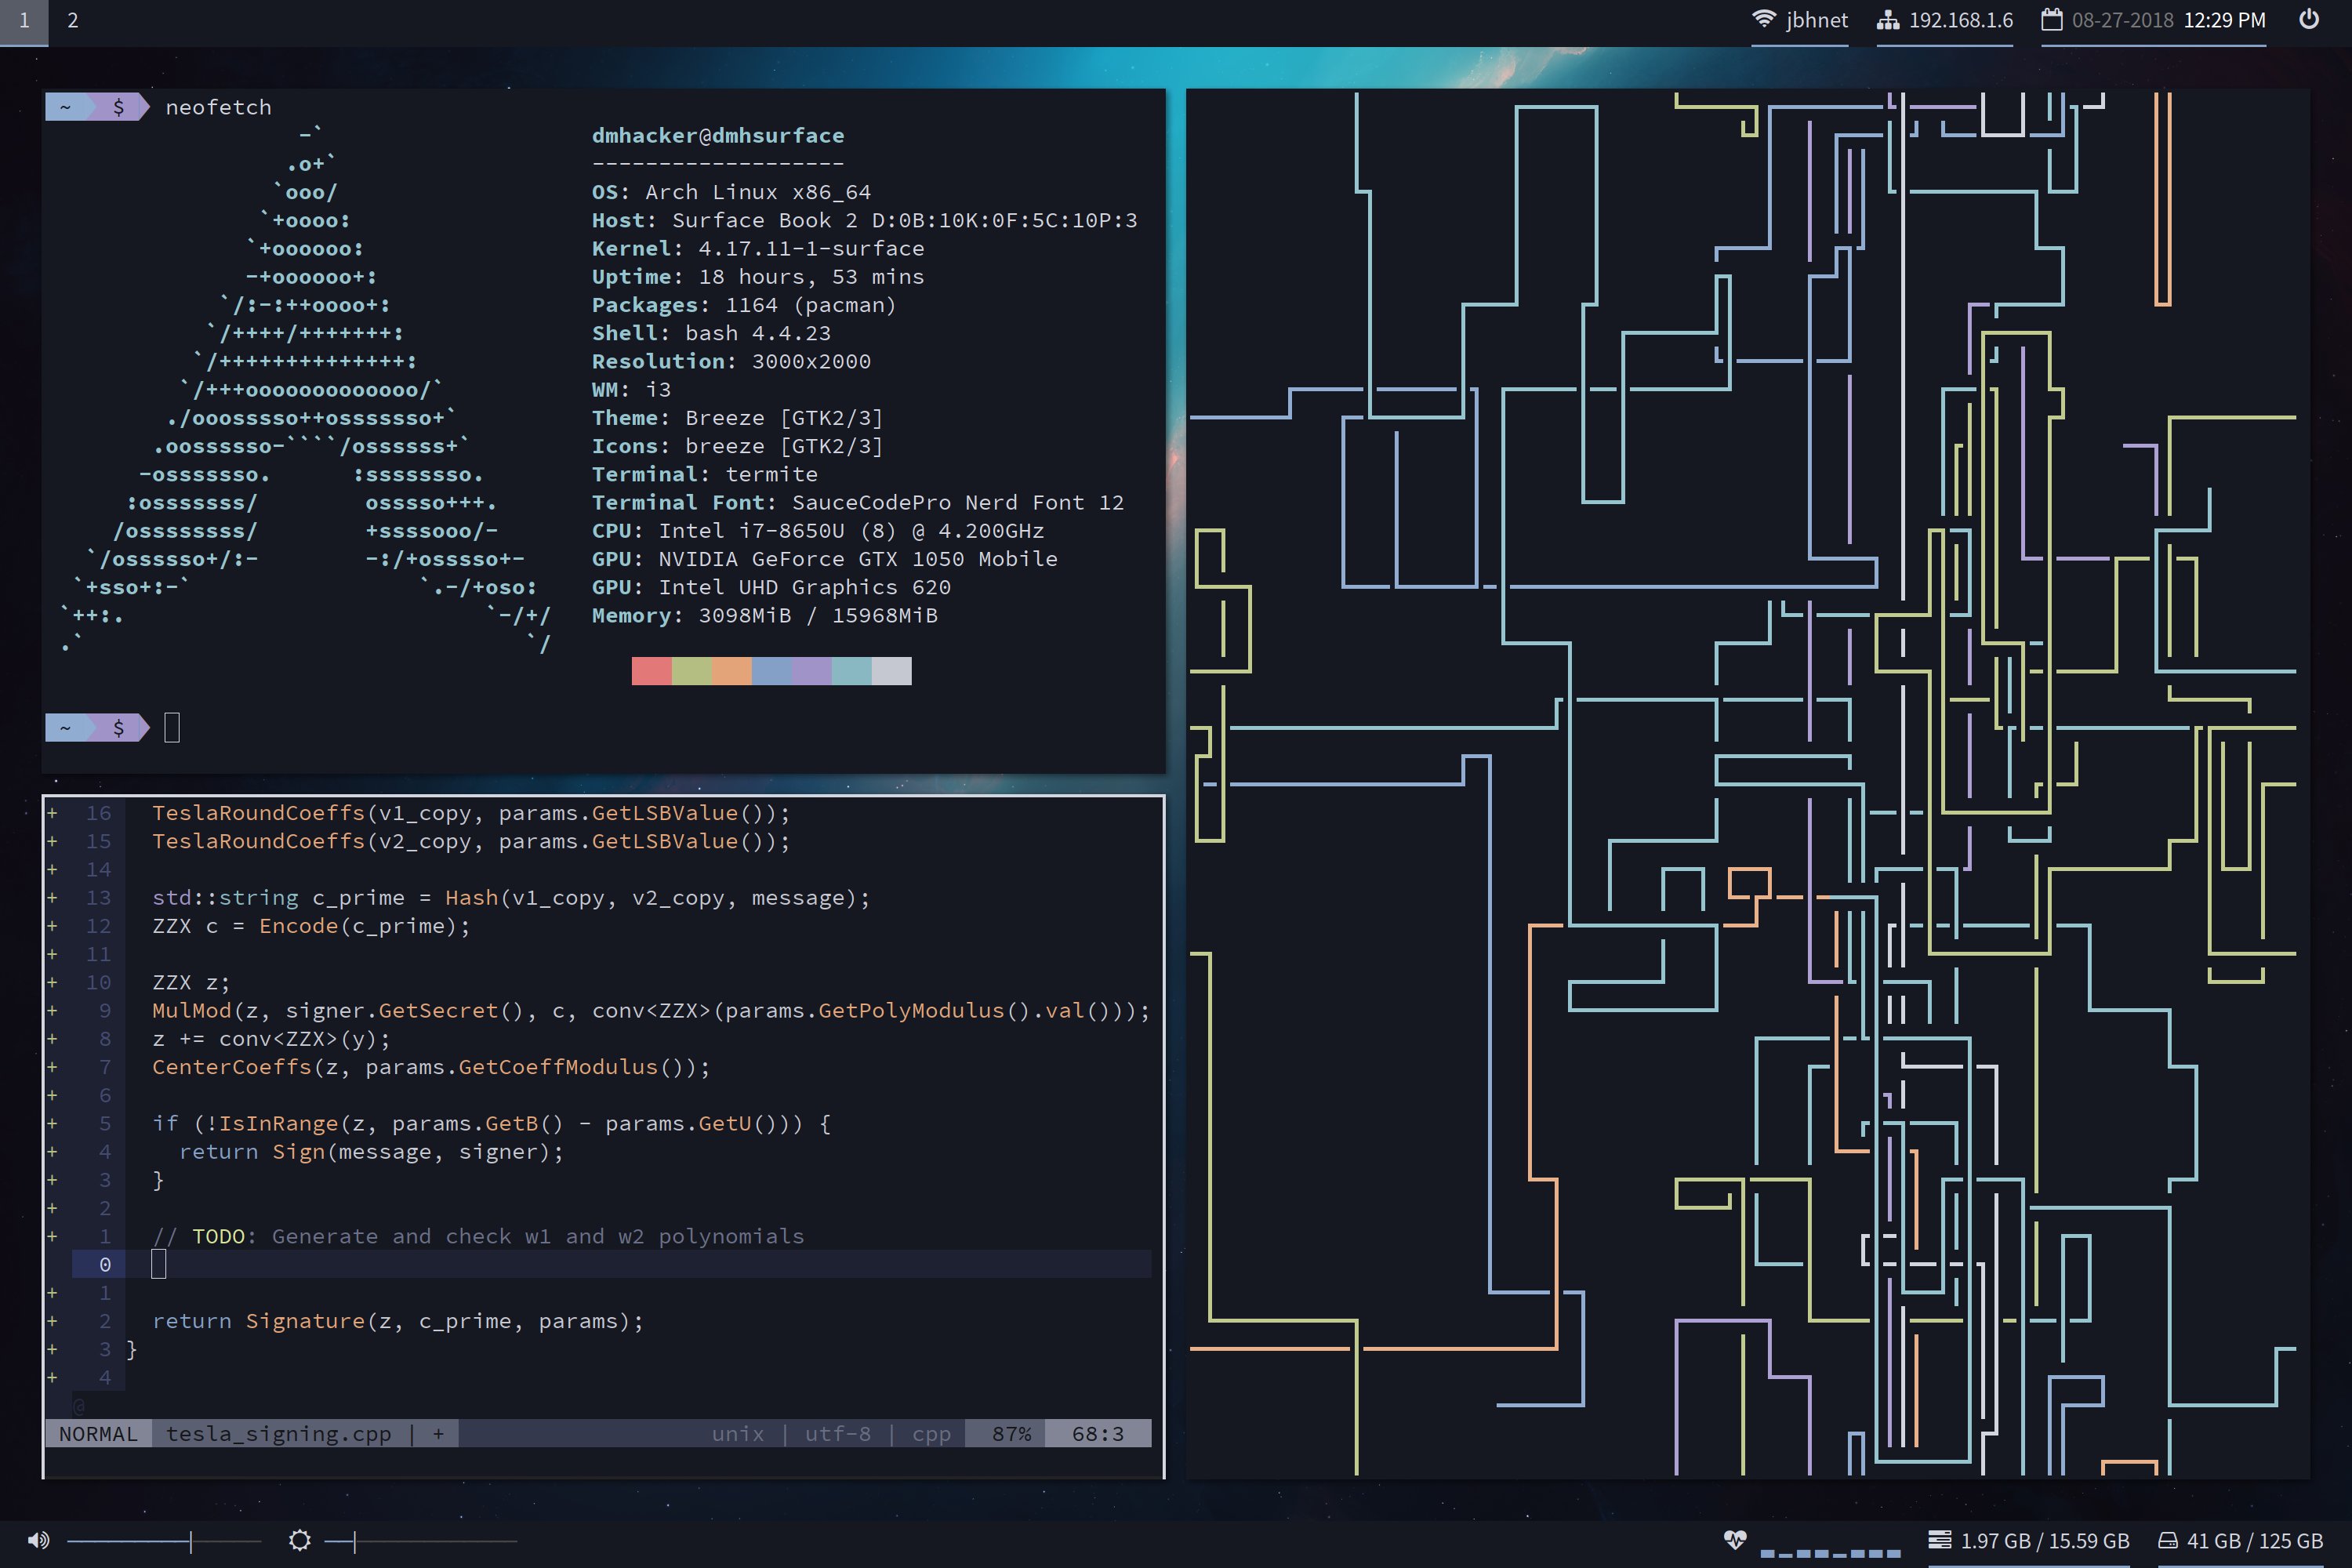 1 2 jbhnet 192.168.1.6 08-27-2018 12:29 PM
~ $ neofetch
-`
.o+`
`ooo/
`+oooo:
`+oooooo:
-+oooooo+:
`/:-:++oooo+:
`/++++/+++++++:
`/++++++++++++++:
`/+++ooooooooooooo/`
./ooosssso++osssssso+`
.oossssso-````/ossssss+`
-osssssso. :ssssssso.
:osssssss/ osssso+++.
/ossssssss/ +ssssooo/-
`/ossssso+/:- -:/+osssso+-
`+sso+:-` `.-/+oso:
`++:. `-/+/
.` `/
dmhacker@dmhsurface
-------------------
OS: Arch Linux x86_64
Host: Surface Book 2 D:0B:10K:0F:5C:10P:3
Kernel: 4.17.11-1-surface
Uptime: 18 hours, 53 mins
Packages: 1164 (pacman)
Shell: bash 4.4.23
Resolution: 3000x2000
WM: i3
Theme: Breeze [GTK2/3]
Icons: breeze [GTK2/3]
Terminal: termite
Terminal Font: SauceCodePro Nerd Font 12
CPU: Intel i7-8650U (8) @ 4.200GHz
GPU: NVIDIA GeForce GTX 1050 Mobile
GPU: Intel UHD Graphics 620
Memory: 3098MiB / 15968MiB
~ $
+ 16 TeslaRoundCoeffs(v1_copy, params.GetLSBValue());
+ 15 TeslaRoundCoeffs(v2_copy, params.GetLSBValue());
+ 14
+ 13 std::string c_prime = Hash(v1_copy, v2_copy, message);
+ 12 ZZX c = Encode(c_prime);
+ 11
+ 10 ZZX z;
+ 9 MulMod(z, signer.GetSecret(), c, conv<ZZX>(params.GetPolyModulus().val()));
+ 8 z += conv<ZZX>(y);
+ 7 CenterCoeffs(z, params.GetCoeffModulus());
+ 6
+ 5 if (!IsInRange(z, params.GetB() - params.GetU())) {
+ 4 return Sign(message, signer);
+ 3 }
+ 2
+ 1 // TODO: Generate and check w1 and w2 polynomials
0
+ 1
+ 2 return Signature(z, c_prime, params);
+ 3 }
+ 4
@
NORMAL tesla_signing.cpp | + unix | utf-8 | cpp 87% 68:3
1.97 GB / 15.59 GB 41 GB / 125 GB